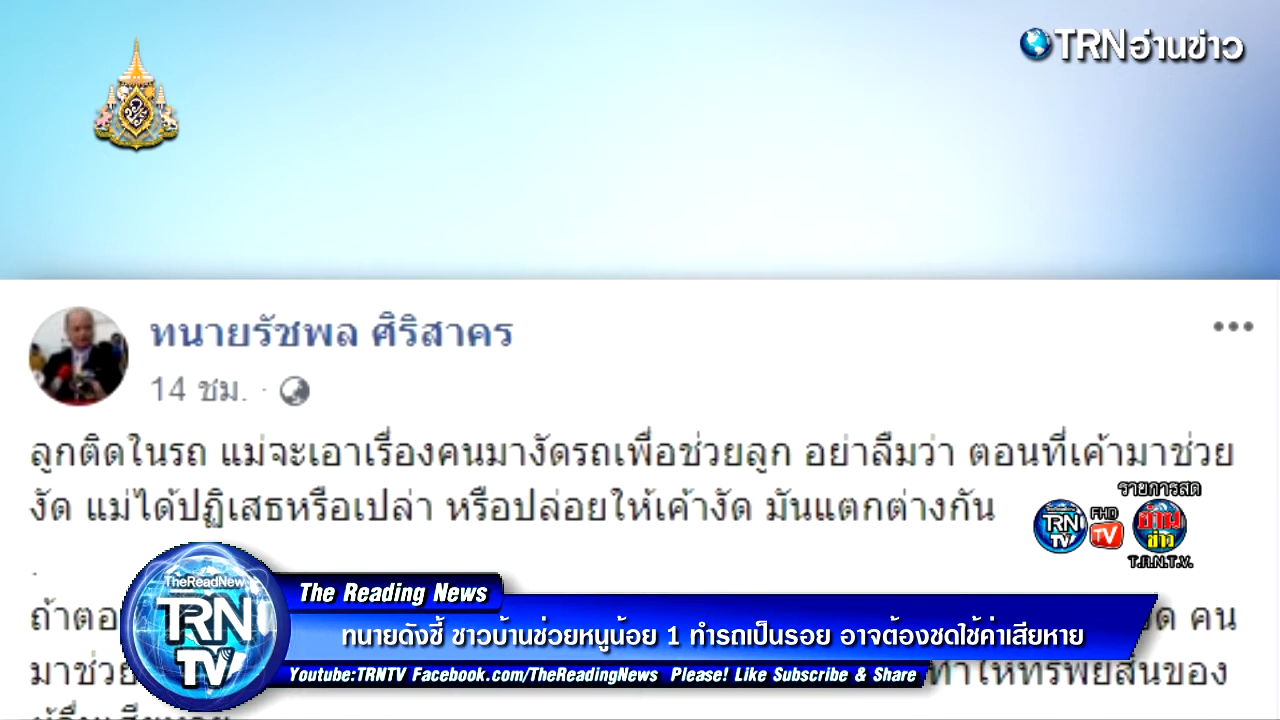 TRNอ่านข่าว
ทนายรัชพล ศิริสาคร
14 ชม. ·
ลูกติดในรถ แม่จะเอาเรื่องคนมางัดรถเพื่อช่วยลูก อย่าลืมว่า ตอนที่เค้ามาช่วย
งัด แม่ได้ปฏิเสธหรือเปล่า หรือปล่อยให้เค้างัด มันแตกต่างกัน
รายการสด
TRN TV
FHD TV
อ่านข่าว
T.R.N.T.V.
.
ถ้าตอ คน
มาช่วย ทำให้ทรัพย์สินของ
TheReadNew
TRN
TV
The Reading News
ทนายดังชี้ ชาวบ้านช่วยหนูน้อย 1 ทำรถเป็นรอย อาจต้องชดใช้ค่าเสียหาย
Youtube:TRNTV Facebook.com/TheReadingNews Please! Like Subscribe & Share